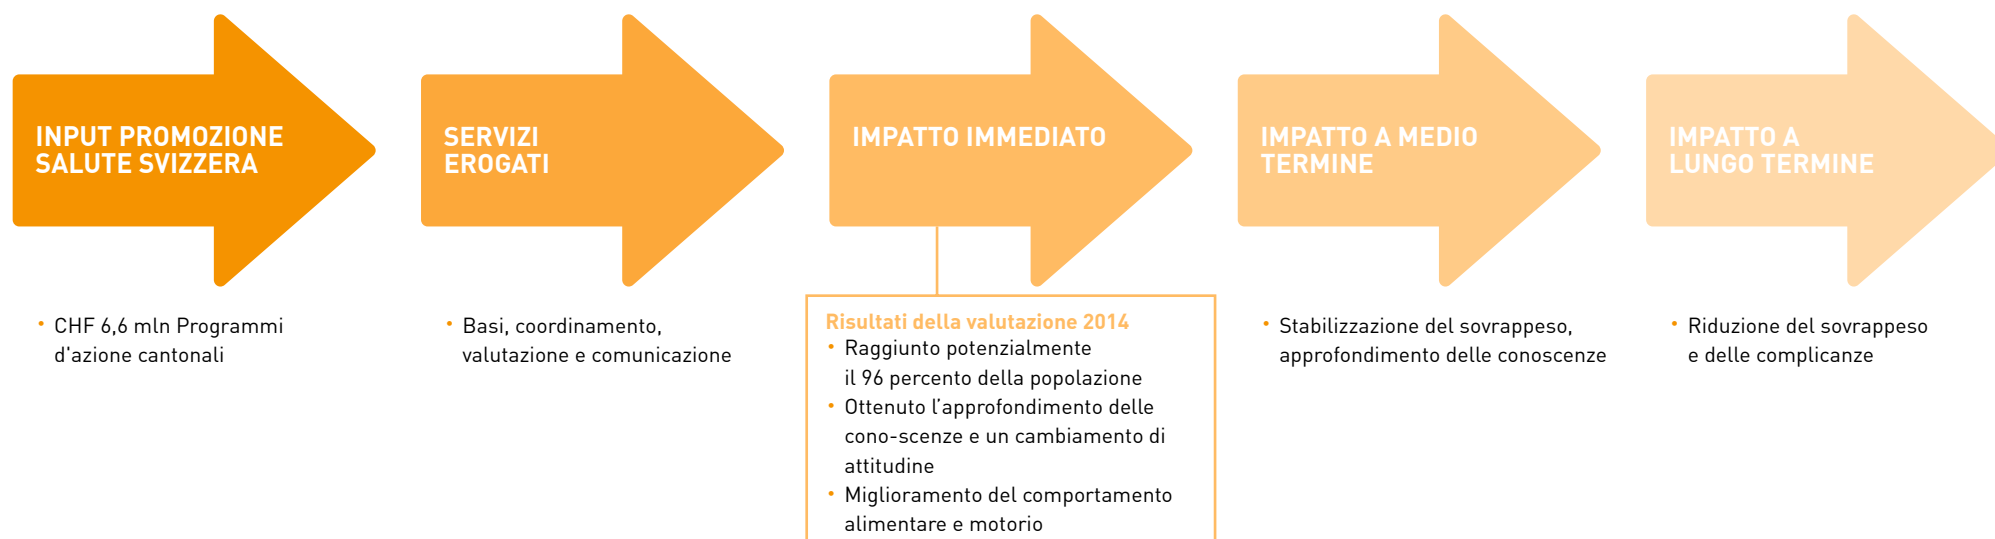 INPUT PROMOZIONE
SALUTE SVIZZERA
• CHF 6,6 mln Programmi
d'azione cantonali
SERVIZI
EROGATI
• Basi, coordinamento,
valutazione e comunicazione
IMPATTO IMMEDIATO
Risultati della valutazione 2014
• Raggiunto potenzialmente
il 96 percento della popolazione
• Ottenuto l’approfondimento delle
cono-scenze e un cambiamento di
attitudine
• Miglioramento del comportamento
alimentare e motorio
IMPATTO A MEDIO
TERMINE
• Stabilizzazione del sovrappeso,
approfondimento delle conoscenze
IMPATTO A
LUNGO TERMINE
• Riduzione del sovrappeso
e delle complicanze